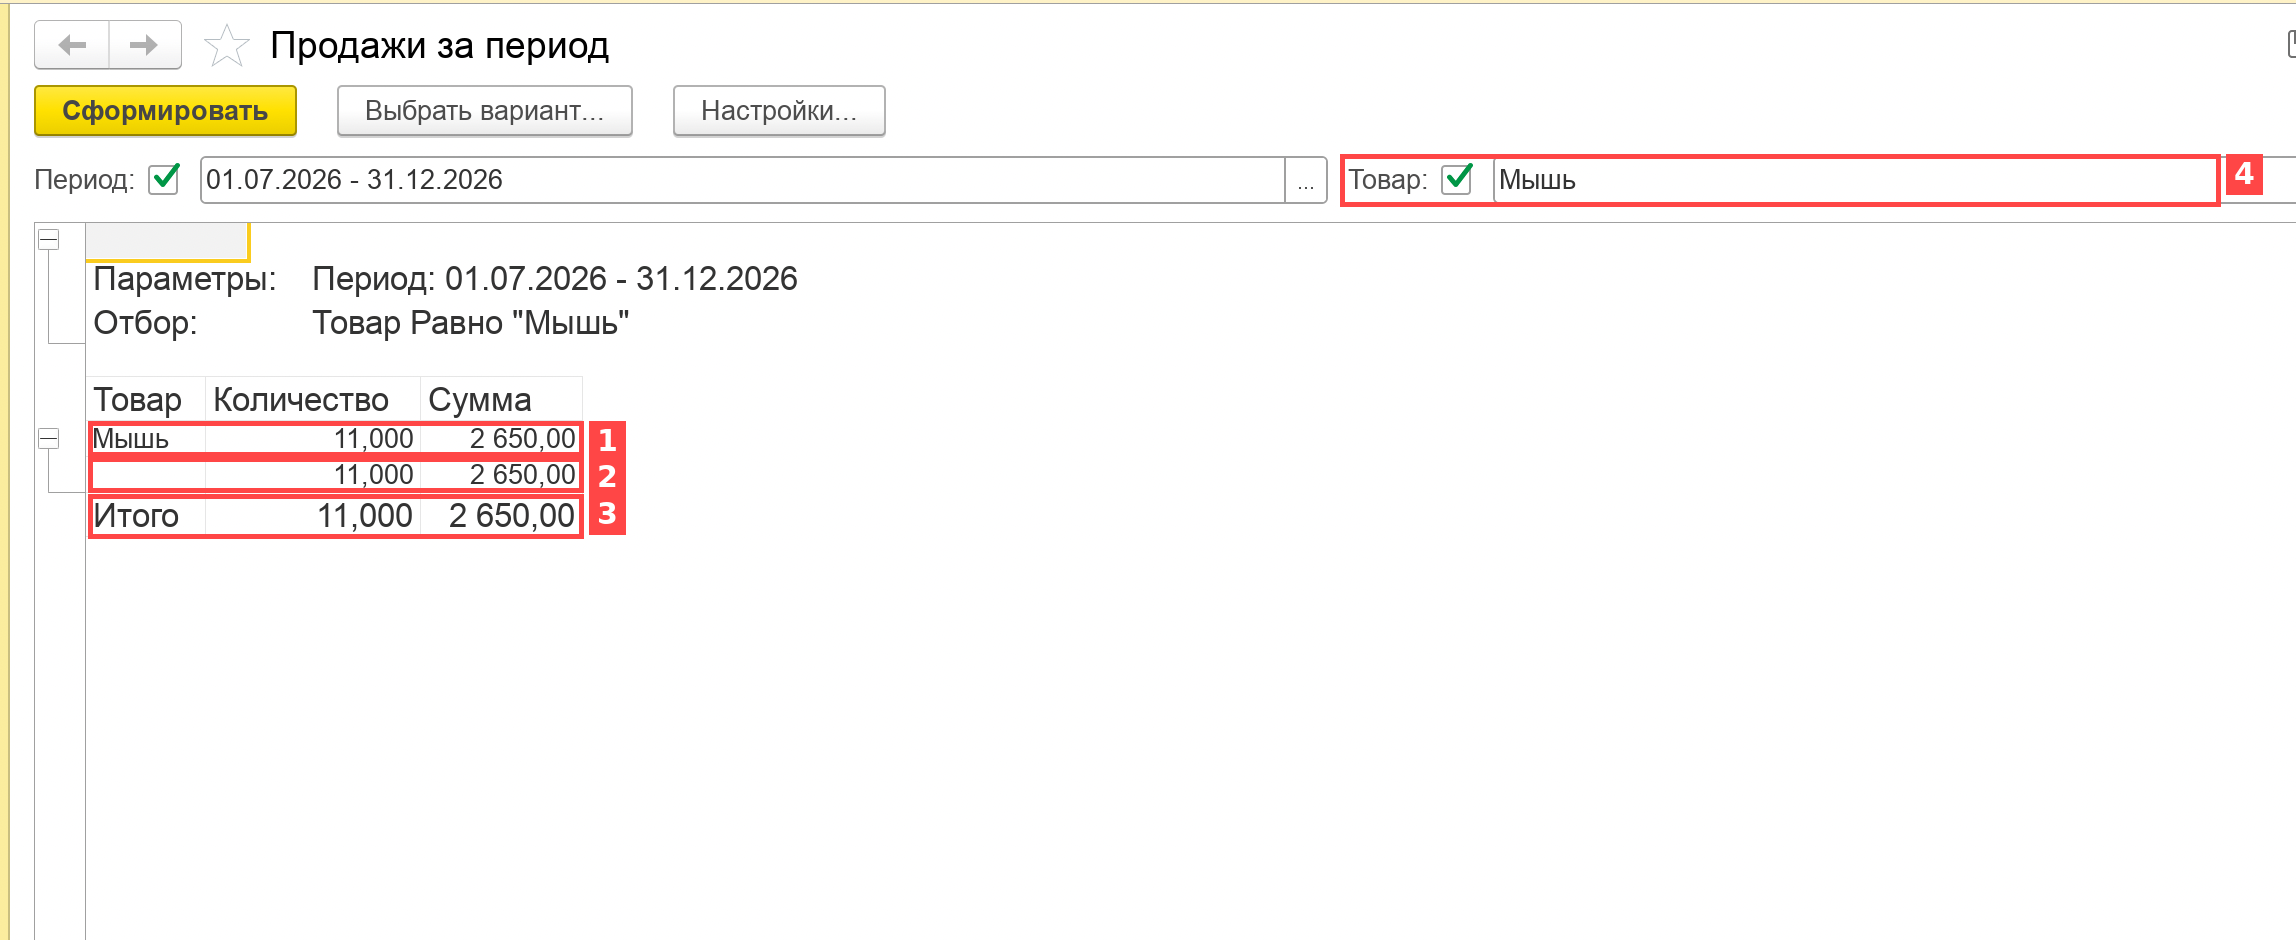 Продажи за период
Сформировать Выбрать вариант... Настройки...
Период: 01.07.2026 - 31.12.2026 ... Товар: Мышь 4
Параметры: Период: 01.07.2026 - 31.12.2026
Отбор: Товар Равно "Мышь"
Товар Количество Сумма
Мышь 11,000 2 650,00 1
11,000 2 650,00 2
Итого 11,000 2 650,00 3